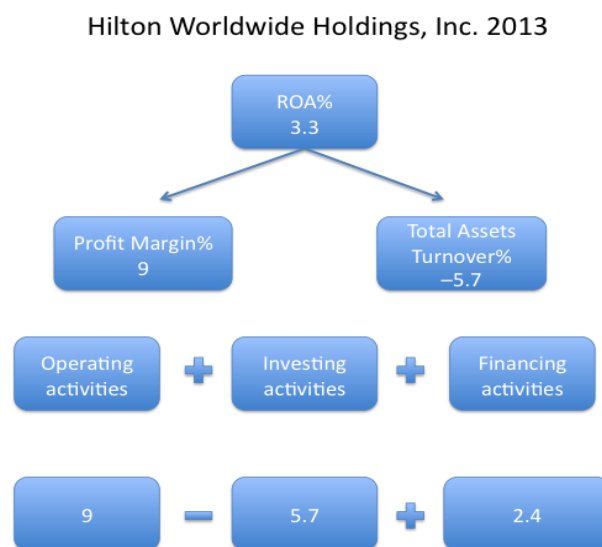 Hilton Worldwide Holdings, Inc. 2013
ROA%
3.3
Profit Margin%
9
Total Assets
Turnover%
–5.7
Operating
activities
+
Investing
activities
+
Financing
activities
9
–
5.7
+
2.4